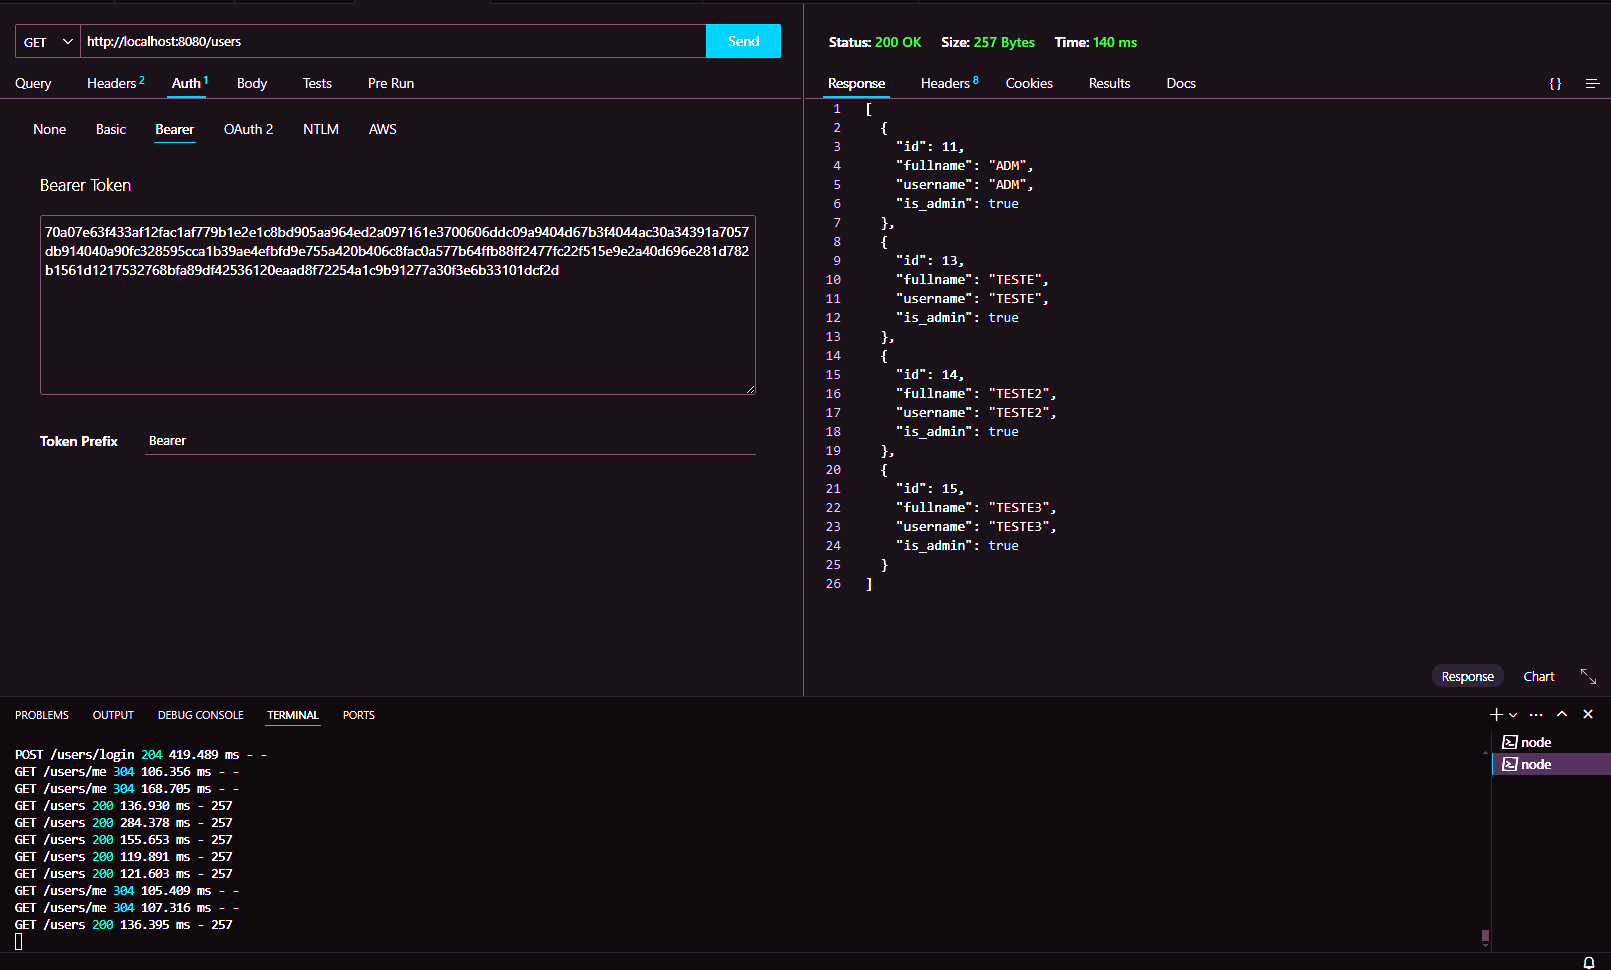 GET http://localhost:8080/users Send
Query Headers 2 Auth 1 Body Tests Pre Run
None Basic Bearer OAuth 2 NTLM AWS
Bearer Token
70a07e63f433af12fac1af779b1e2e1c8bd905aa964ed2a097161e3700606ddc09a9404d67b3f4044ac30a34391a7057
db914040a90fc328595cca1b39ae4efbfd9e755a420b406c8fac0a577b64ffb88ff2477fc22f515e9e2a40d696e281d782
b1561d1217532768bfa89df42536120eaad8f72254a1c9b91277a30f3e6b33101dcf2d
Token Prefix Bearer
Status: 200 OK Size: 257 Bytes Time: 140 ms
Response Headers 8 Cookies Results Docs {}
1 [
2 {
3 "id": 11,
4 "fullname": "ADM",
5 "username": "ADM",
6 "is_admin": true
7 },
8 {
9 "id": 13,
10 "fullname": "TESTE",
11 "username": "TESTE",
12 "is_admin": true
13 },
14 {
15 "id": 14,
16 "fullname": "TESTE2",
17 "username": "TESTE2",
18 "is_admin": true
19 },
20 {
21 "id": 15,
22 "fullname": "TESTE3",
23 "username": "TESTE3",
24 "is_admin": true
25 }
26 ]
Response Chart
PROBLEMS OUTPUT DEBUG CONSOLE TERMINAL PORTS
POST /users/login 204 419.489 ms - -
GET /users/me 304 106.356 ms - -
GET /users/me 304 168.705 ms - -
GET /users 200 136.930 ms - 257
GET /users 200 284.378 ms - 257
GET /users 200 155.653 ms - 257
GET /users 200 119.891 ms - 257
GET /users 200 121.603 ms - 257
GET /users/me 304 105.409 ms - -
GET /users/me 304 107.316 ms - -
GET /users 200 136.395 ms - 257
node
node